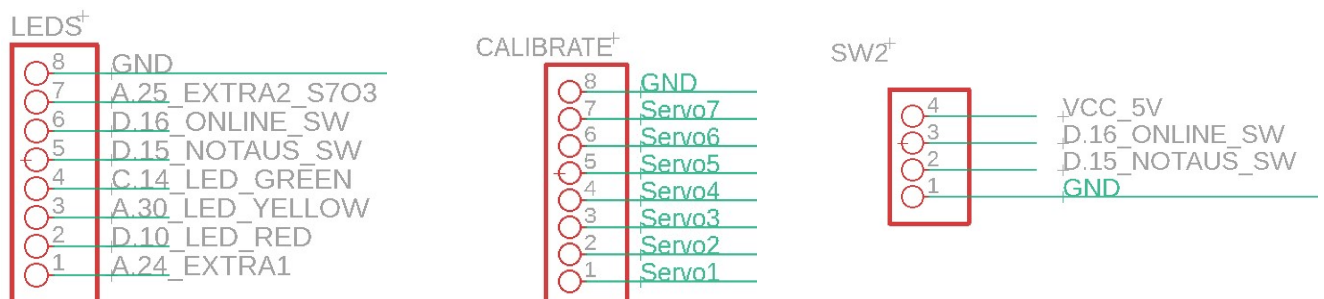 LEDS
8 GND
7 A.25_EXTRA2_S7O3
6 D.16_ONLINE_SW
5 D.15_NOTAUS_SW
4 C.14_LED_GREEN
3 A.30_LED_YELLOW
2 D.10_LED_RED
1 A.24_EXTRA1
CALIBRATE
8 GND
7 Servo7
6 Servo6
5 Servo5
4 Servo4
3 Servo3
2 Servo2
1 Servo1
SW2
4 VCC_5V
3 D.16_ONLINE_SW
2 D.15_NOTAUS_SW
1 GND